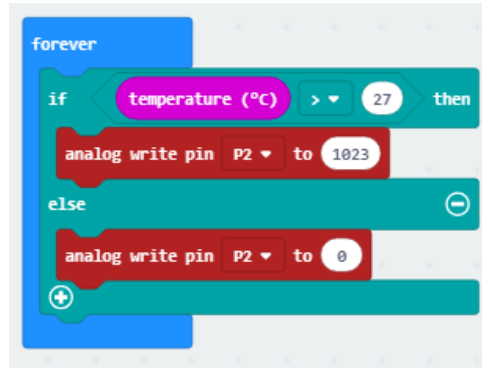 forever
if temperature (°C) > 27 then
analog write pin P2 to 1023
else
analog write pin P2 to 0